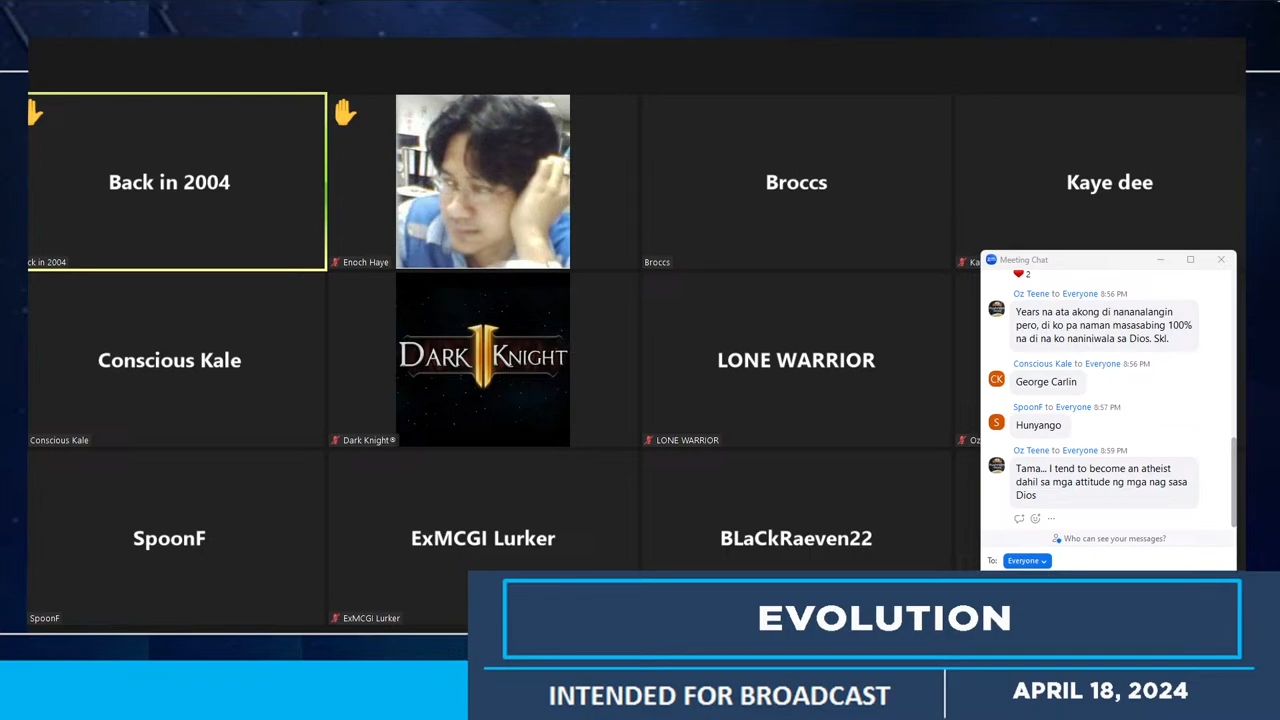 Back in 2004
ck in 2004
Enoch Haye
Broccs
Broccs
Kaye dee
Ka
Conscious Kale
Conscious Kale
DARK KNIGHT
Dark Knight®
LONE WARRIOR
LONE WARRIOR
Oz
SpoonF
SpoonF
ExMCGI Lurker
ExMCGI Lurker
BLaCkRaeven22
Meeting Chat
2
Oz Teene to Everyone 8:56 PM
Years na ata akong di nananalangin
pero, di ko pa naman masasabing 100%
na di na ko naniniwala sa Dios. Skl.
Conscious Kale to Everyone 8:56 PM
CK
George Carlin
SpoonF to Everyone 8:57 PM
S
Hunyango
Oz Teene to Everyone 8:59 PM
Tama... I tend to become an atheist
dahil sa mga attitude ng mga nag sasa
Dios
Who can see your messages?
To: Everyone
EVOLUTION
INTENDED FOR BROADCAST
APRIL 18, 2024